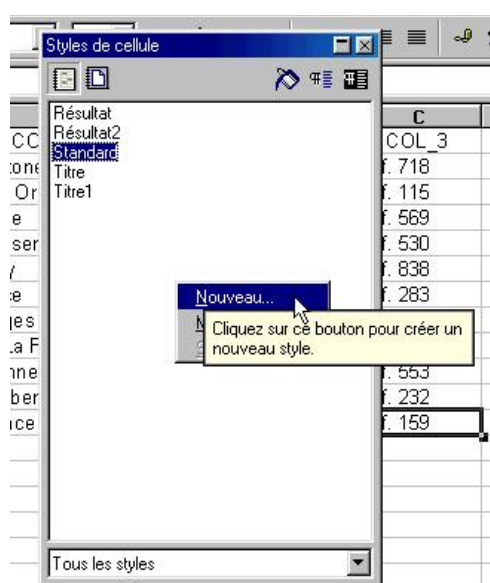 Styles de cellule
Résultat
Résultat2
Standard
Titre
Titre1
Nouveau...
Cliquez sur ce bouton pour créer un
nouveau style.
Tous les styles
C
COL_3
f. 718
f. 115
f. 569
f. 530
f. 838
f. 283
f. 553
f. 232
f. 159